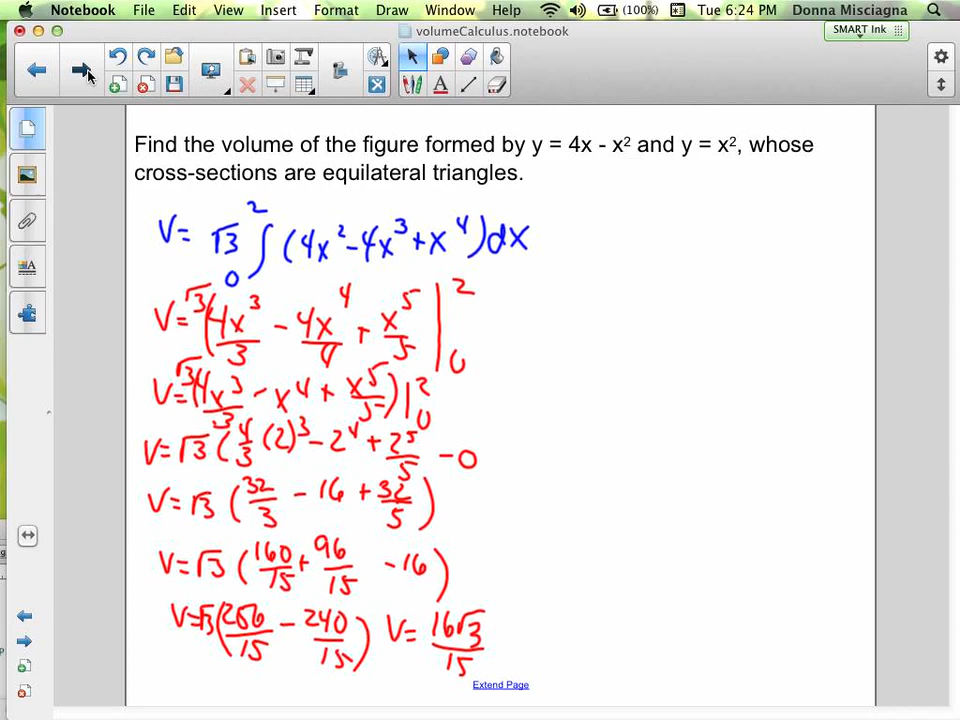 Notebook File Edit View Insert Format Draw Window Help (100%) Tue 6:24 PM Donna Misciagna
volumeCalculus.notebook
SMART Ink
Find the volume of the figure formed by y = 4x - x² and y = x², whose
cross-sections are equilateral triangles.
V= √3 ∫₀² (4x²-4x³+x⁴)dx
V= √3(4x³/3 - 4x⁴/4 + x⁵/5 |₀²
V= √3(4x³/3 - x⁴ + x⁵/5)|₀²
V= √3 (4/3 (2)³ - 2⁴ + 2⁵/5 - 0
V= √3 (32/3 - 16 + 32/5)
V= √3 (160/15 + 96/15 - 16)
V= √3(256/15 - 240/15) V= 16√3/15
Extend Page